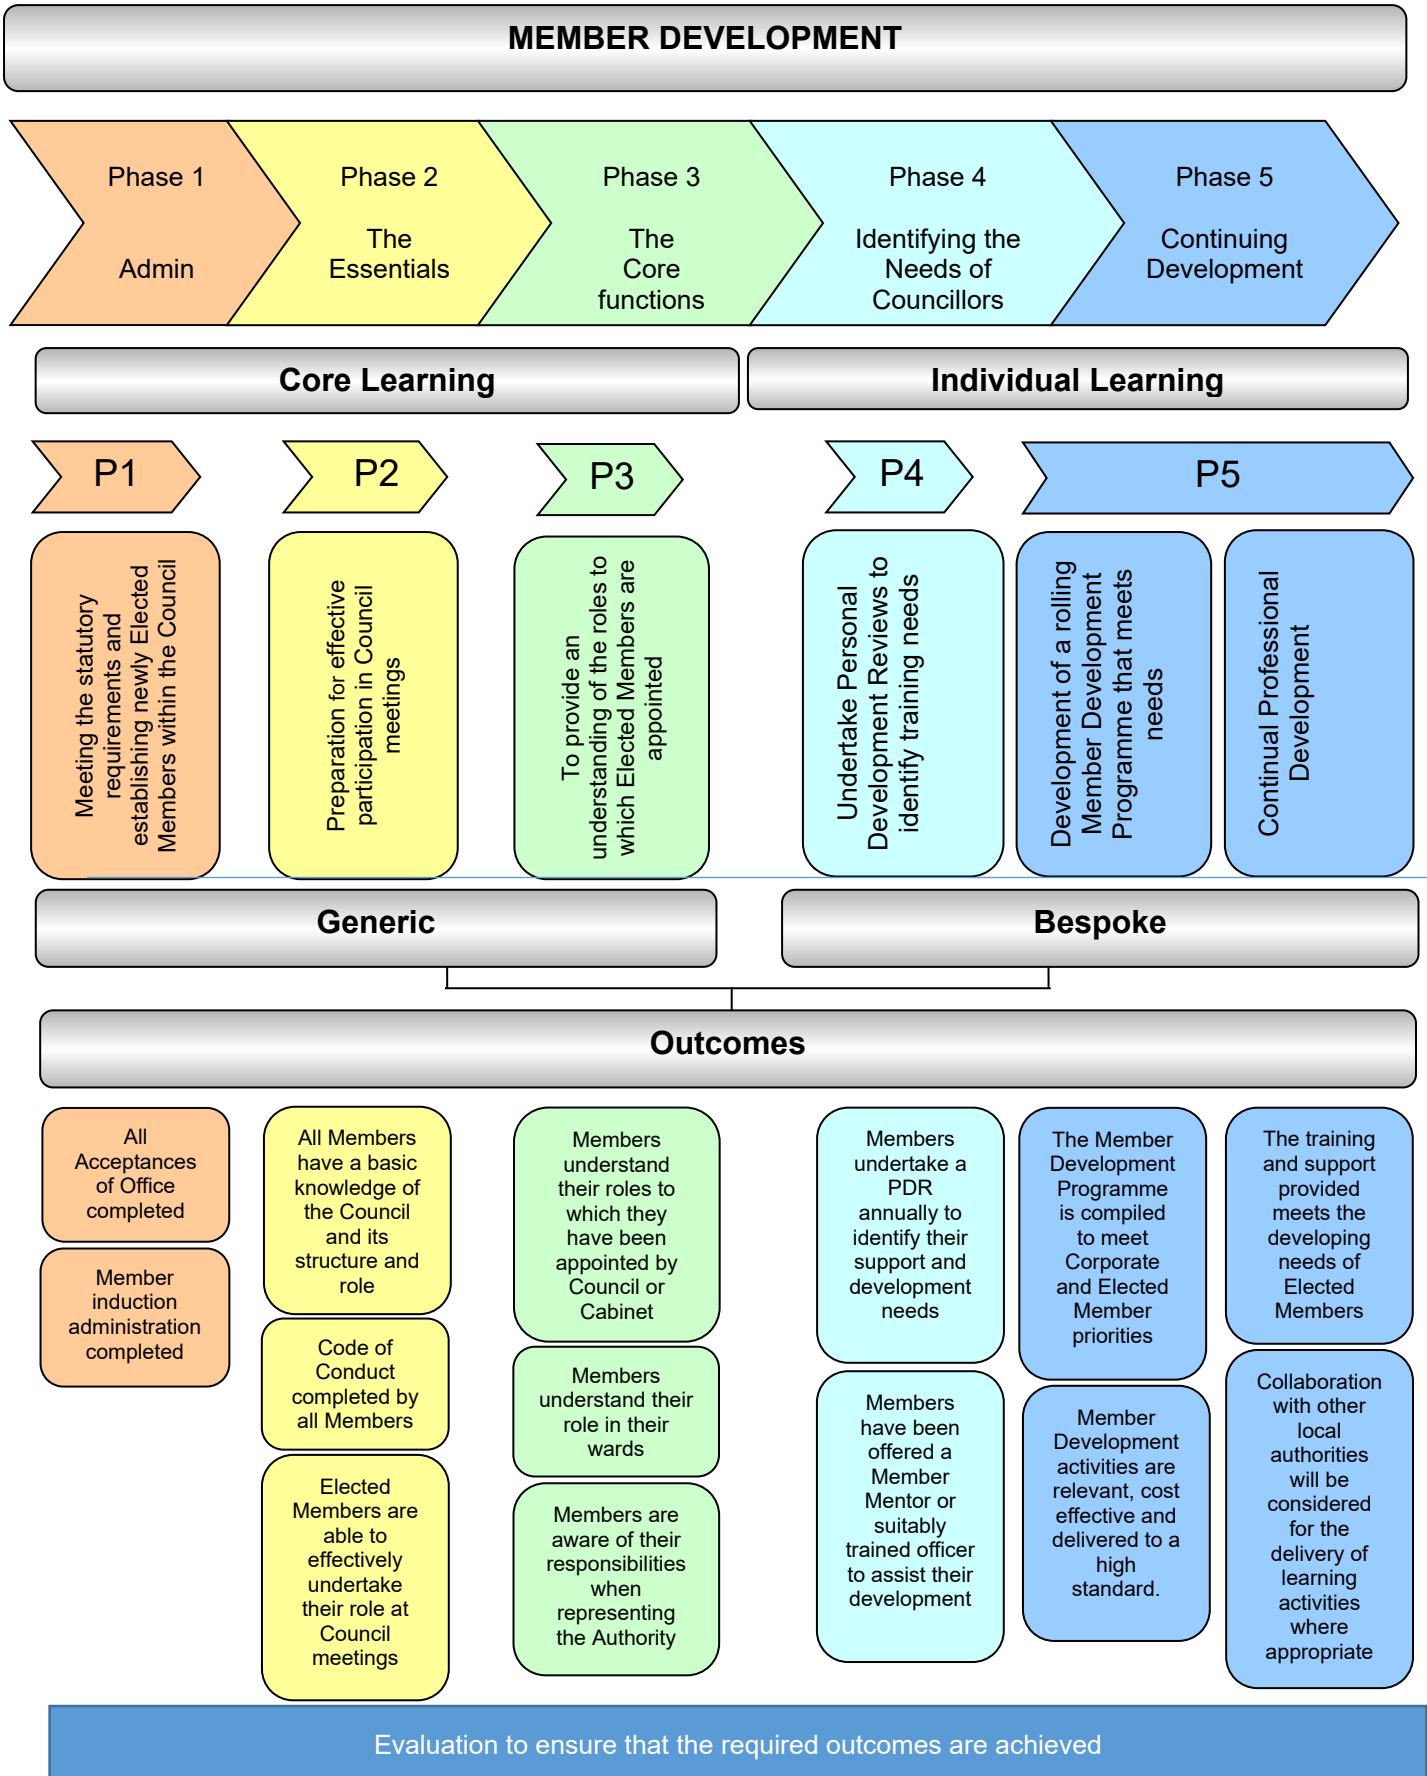 MEMBER DEVELOPMENT
Phase 1
Admin
Phase 2
The
Essentials
Phase 3
The
Core
functions
Phase 4
Identifying the
Needs of
Councillors
Phase 5
Continuing
Development
Core Learning
Individual Learning
P1
P2
P3
P4
P5
Meeting the statutory
requirements and
establishing newly Elected
Members within the Council
Preparation for effective
participation in Council
meetings
To provide an
understanding of the roles to
which Elected Members are
appointed
Undertake Personal
Development Reviews to
identify training needs
Development of a rolling
Member Development
Programme that meets
needs
Continual Professional
Development
Generic
Bespoke
Outcomes
All
Acceptances
of Office
completed
Member
induction
administration
completed
All Members
have a basic
knowledge of
the Council
and its
structure and
role
Code of
Conduct
completed by
all Members
Elected
Members are
able to
effectively
undertake
their role at
Council
meetings
Members
understand
their roles to
which they
have been
appointed by
Council or
Cabinet
Members
understand their
role in their
wards
Members are
aware of their
responsibilities
when
representing
the Authority
Members
undertake a
PDR
annually to
identify their
support and
development
needs
Members
have been
offered a
Member
Mentor or
suitably
trained officer
to assist their
development
The Member
Development
Programme
is compiled
to meet
Corporate
and Elected
Member
priorities
Member
Development
activities are
relevant, cost
effective and
delivered to a
high
standard.
The training
and support
provided
meets the
developing
needs of
Elected
Members
Collaboration
with other
local
authorities
will be
considered
for the
delivery of
learning
activities
where
appropriate
Evaluation to ensure that the required outcomes are achieved